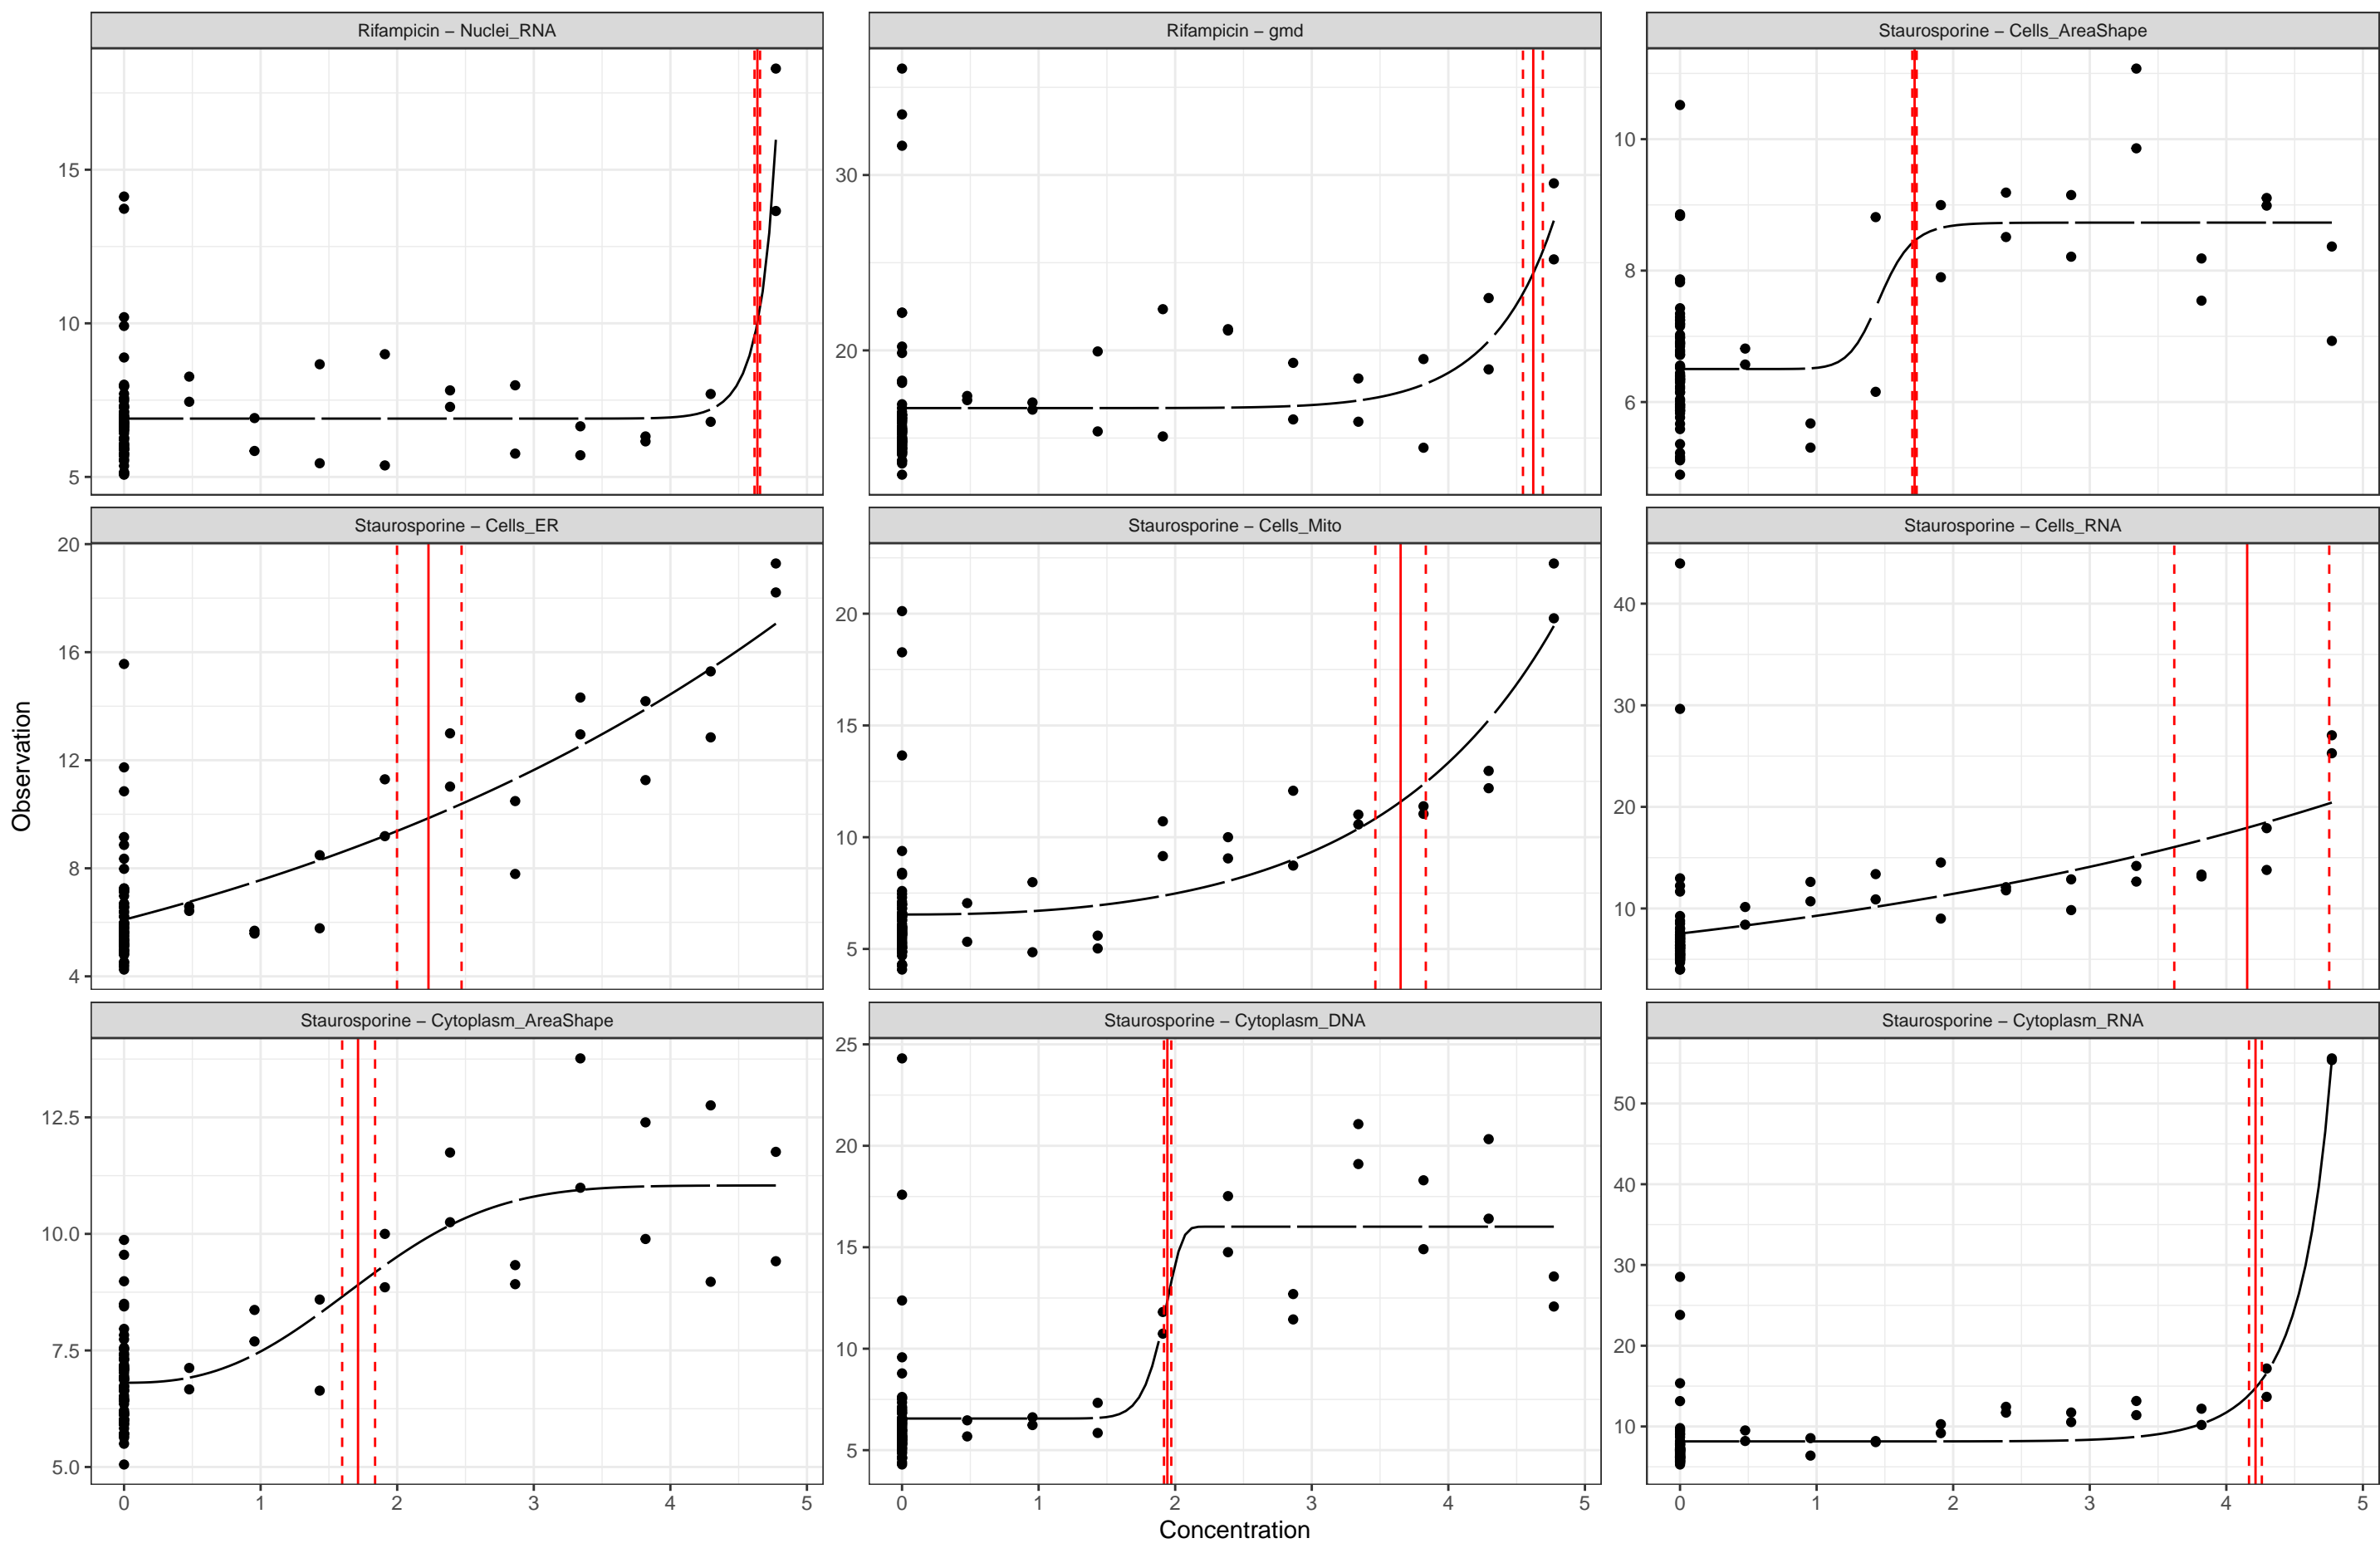 Rifampicin – Nuclei_RNA
Rifampicin – gmd
Staurosporine – Cells_AreaShape
15
10
5
30
20
10
8
6
Staurosporine – Cells_ER
Staurosporine – Cells_Mito
Staurosporine – Cells_RNA
20
16
12
8
4
20
15
10
5
40
30
20
10
Observation
Staurosporine – Cytoplasm_AreaShape
Staurosporine – Cytoplasm_DNA
Staurosporine – Cytoplasm_RNA
12.5
10.0
7.5
5.0
25
20
15
10
5
50
40
30
20
10
0 1 2 3 4 5
0 1 2 3 4 5
0 1 2 3 4 5
Concentration